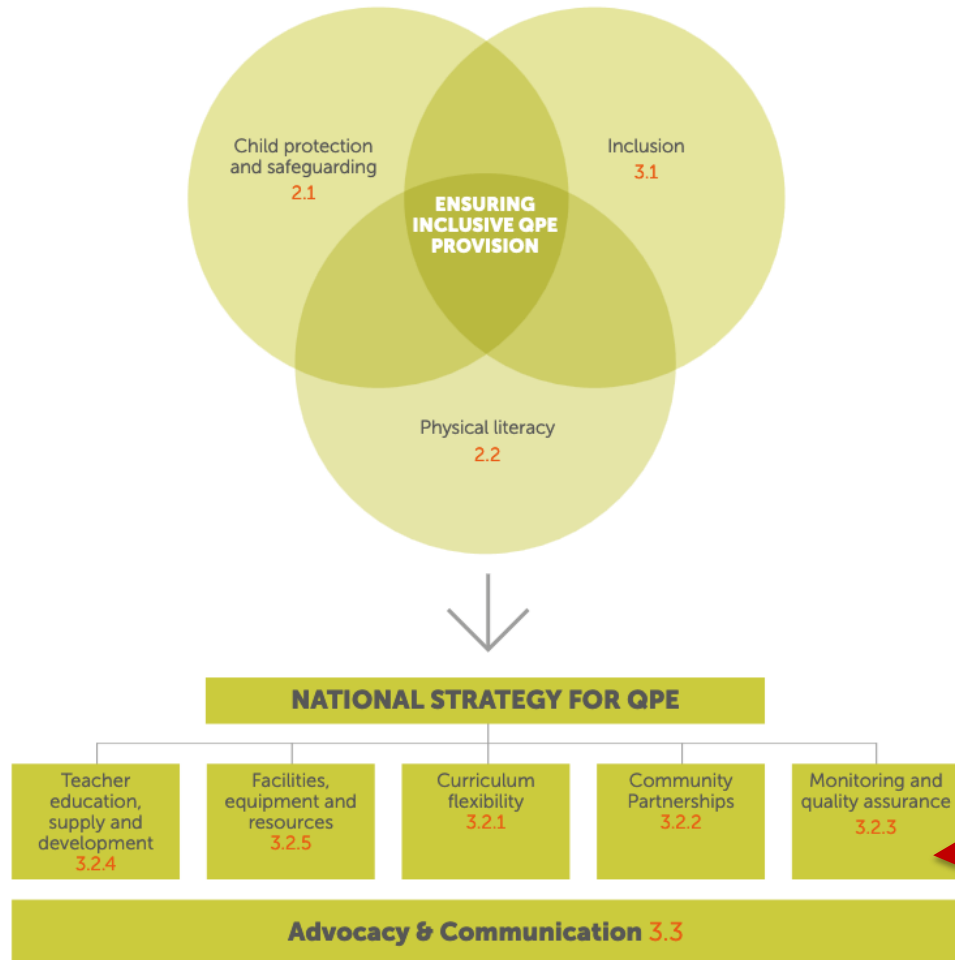 Child protection
and safeguarding
2.1
Inclusion
3.1
ENSURING
INCLUSIVE QPE
PROVISION
Physical literacy
2.2
NATIONAL STRATEGY FOR QPE
Teacher
education,
supply and
development
3.2.4
Facilities,
equipment and
resources
3.2.5
Curriculum
flexibility
3.2.1
Community
Partnerships
3.2.2
Monitoring and
quality assurance
3.2.3
Advocacy & Communication 3.3